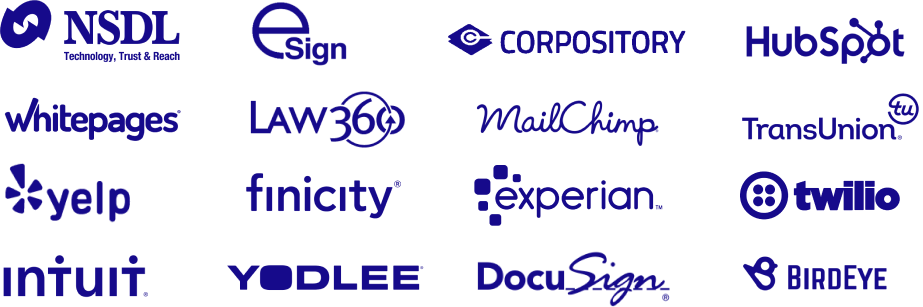 NSDL
Technology, Trust & Reach
eSign
CORPOSITORY
HubSpot
whitepages®
LAW360
MailChimp
TransUnion®
tu
yelp
finicity®
experian™
twilio
intuit®
YODLEE®
DocuSign®
BIRDEYE